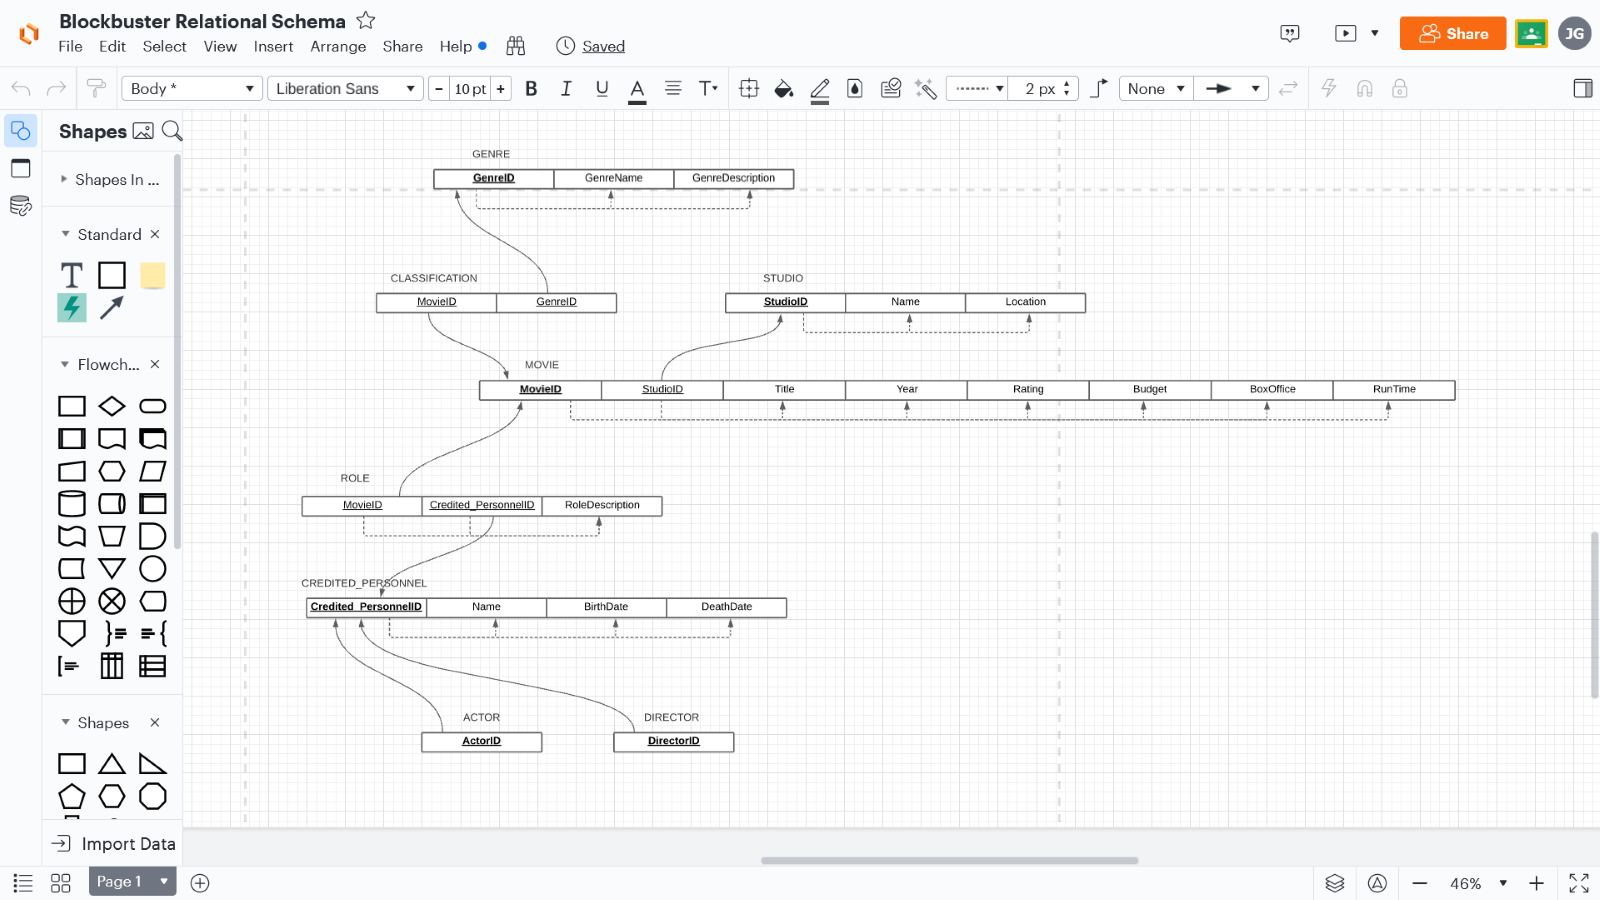 Blockbuster Relational Schema
File Edit Select View Insert Arrange Share Help Saved
Share
JG
Body *
Liberation Sans
- 10 pt +
B I U A T
2 px
None
Shapes
Shapes In ...
Standard
T
Flowch...
Shapes
Import Data
GENRE
GenreID GenreName GenreDescription
CLASSIFICATION
MovieID GenreID
STUDIO
StudioID Name Location
MOVIE
MovieID StudioID Title Year Rating Budget BoxOffice RunTime
ROLE
MovieID Credited_PersonnelID RoleDescription
CREDITED_PERSONNEL
Credited_PersonnelID Name BirthDate DeathDate
ACTOR
ActorID
DIRECTOR
DirectorID
Page 1
46%